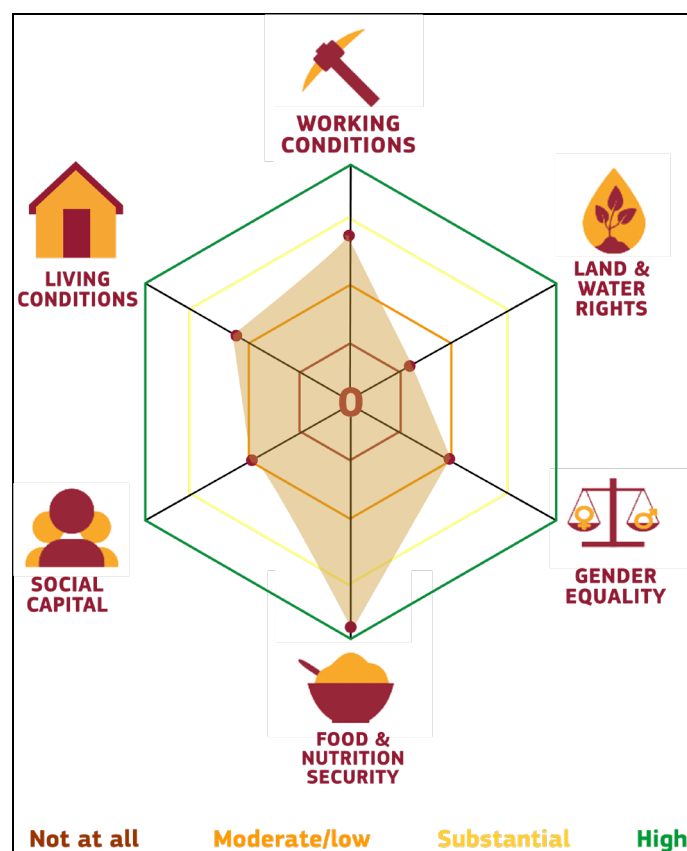 WORKING
CONDITIONS
LAND &
WATER
RIGHTS
LIVING
CONDITIONS
0
SOCIAL
CAPITAL
GENDER
EQUALITY
FOOD &
NUTRITION
SECURITY
Not at all Moderate/low Substantial High